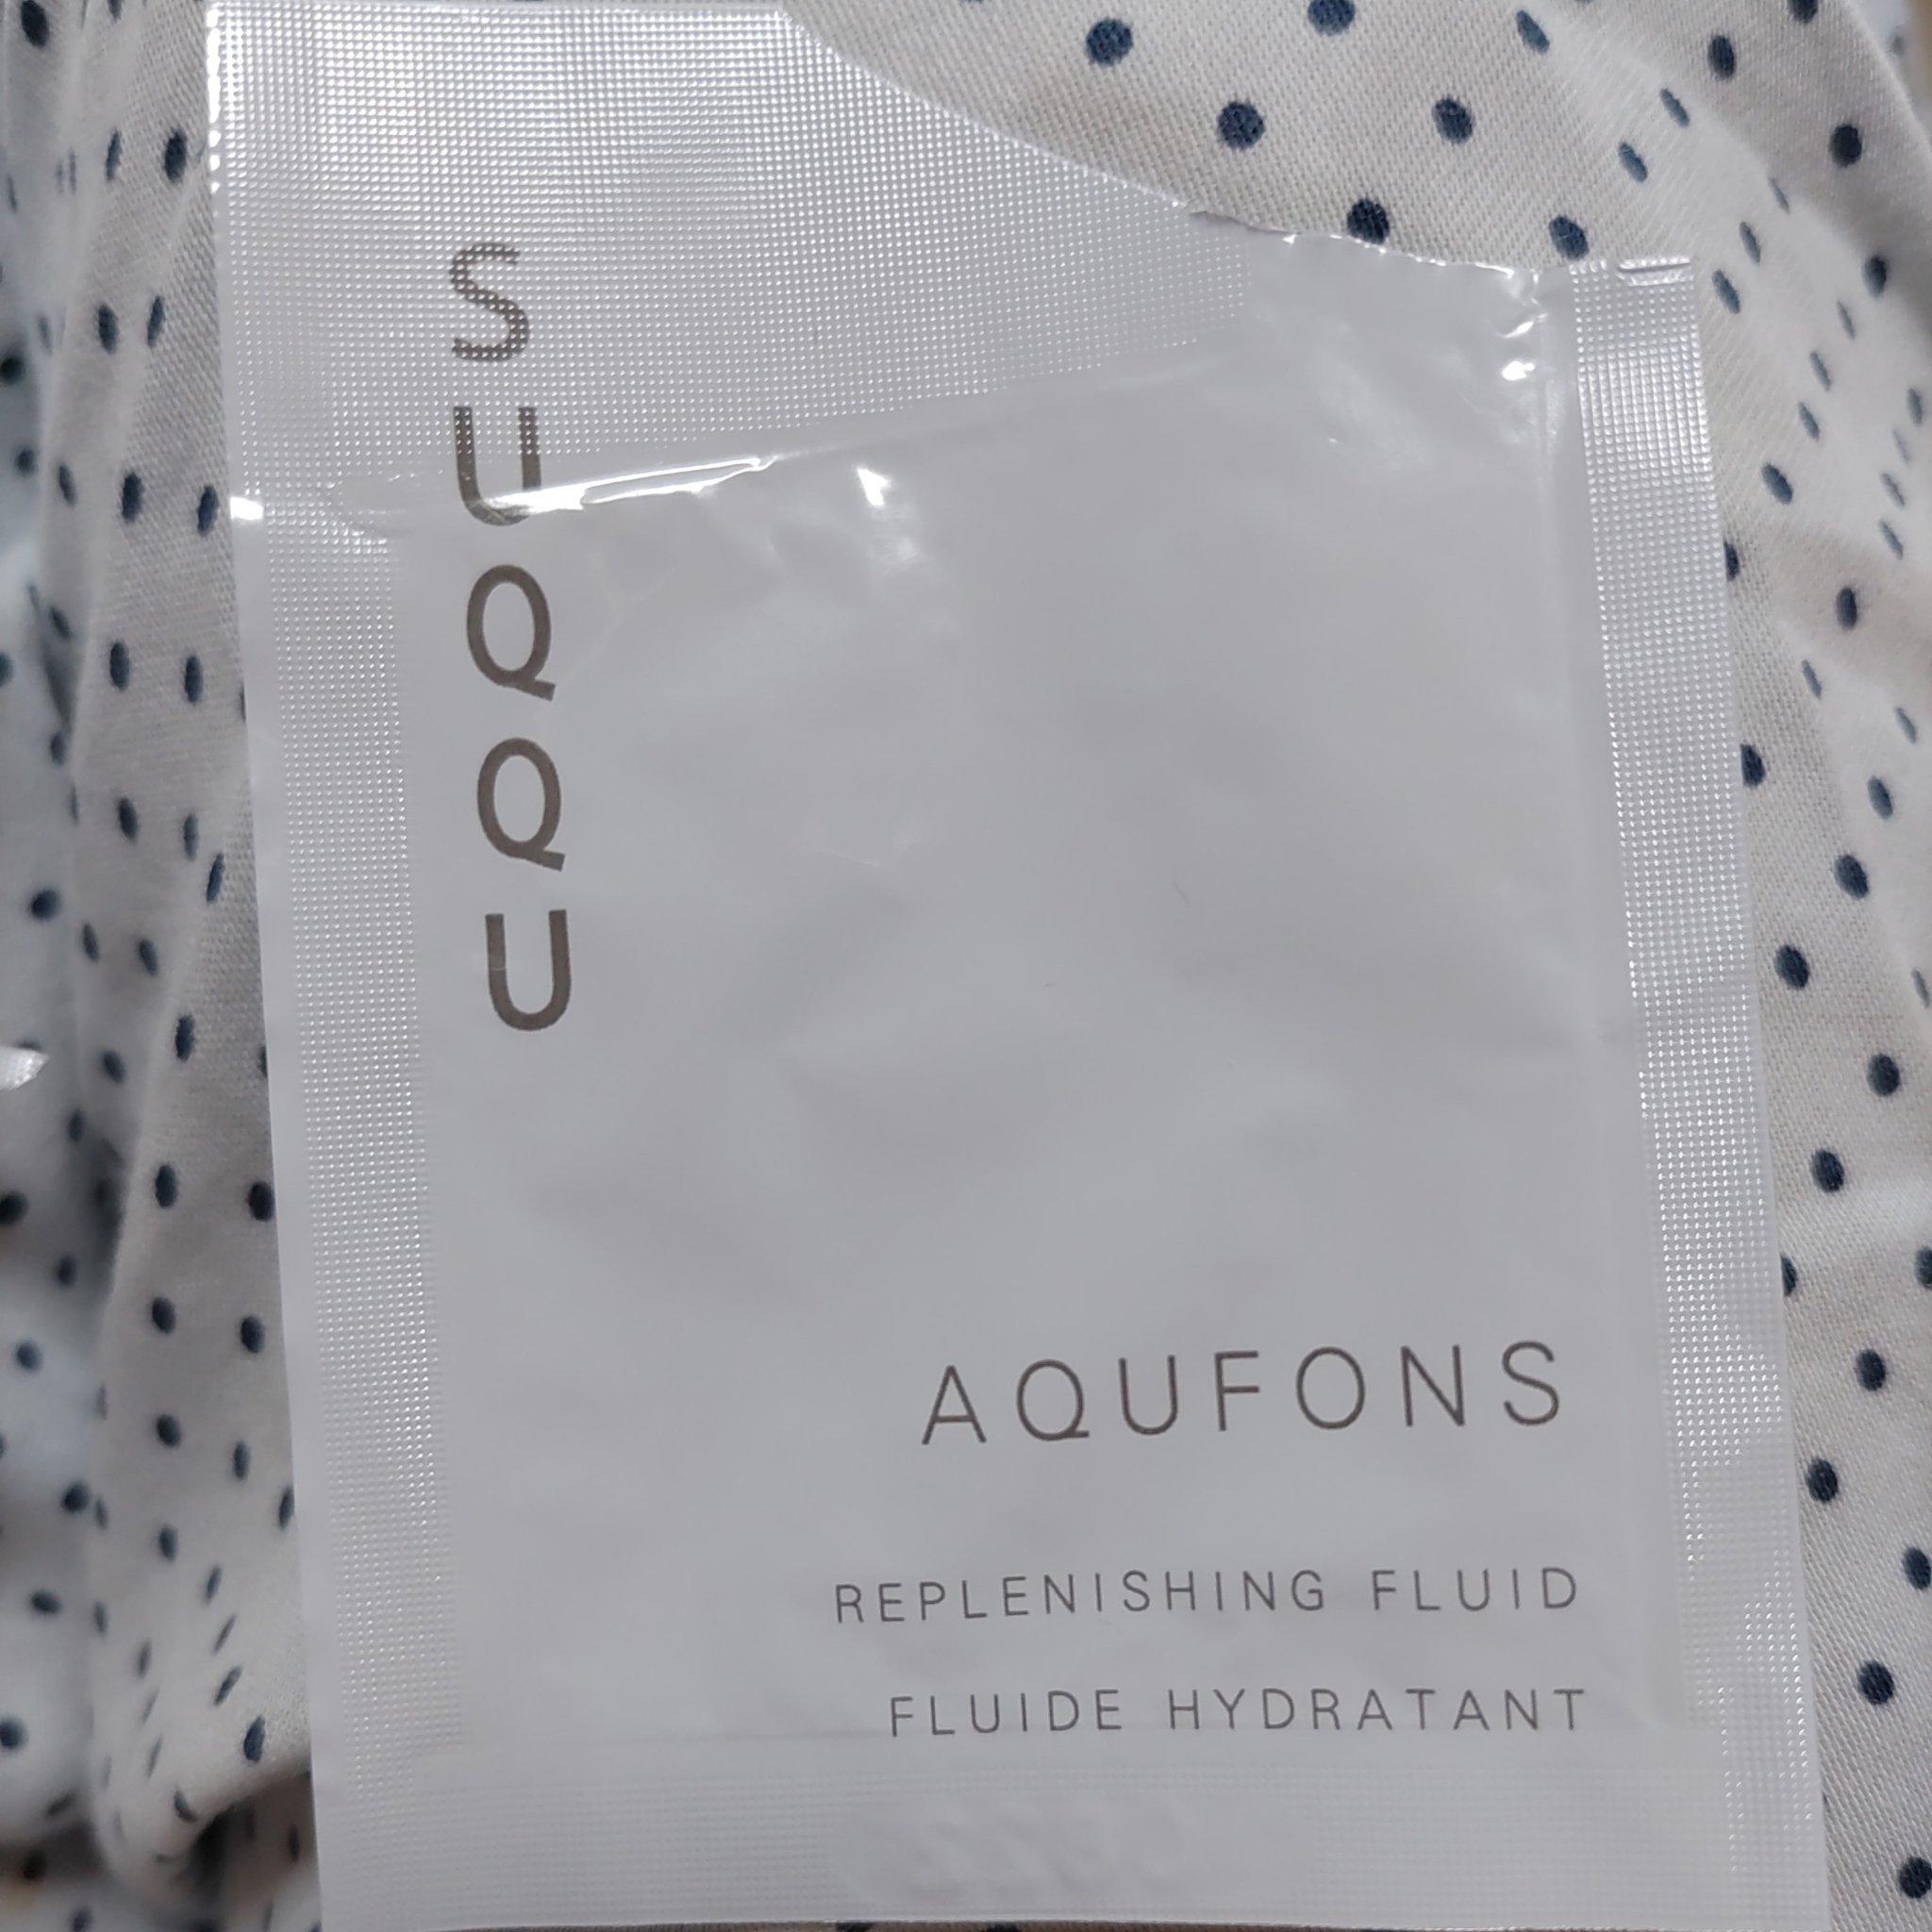 SUQQU
AQUFONS
REPLENISHING FLUID
FLUIDE HYDRATANT